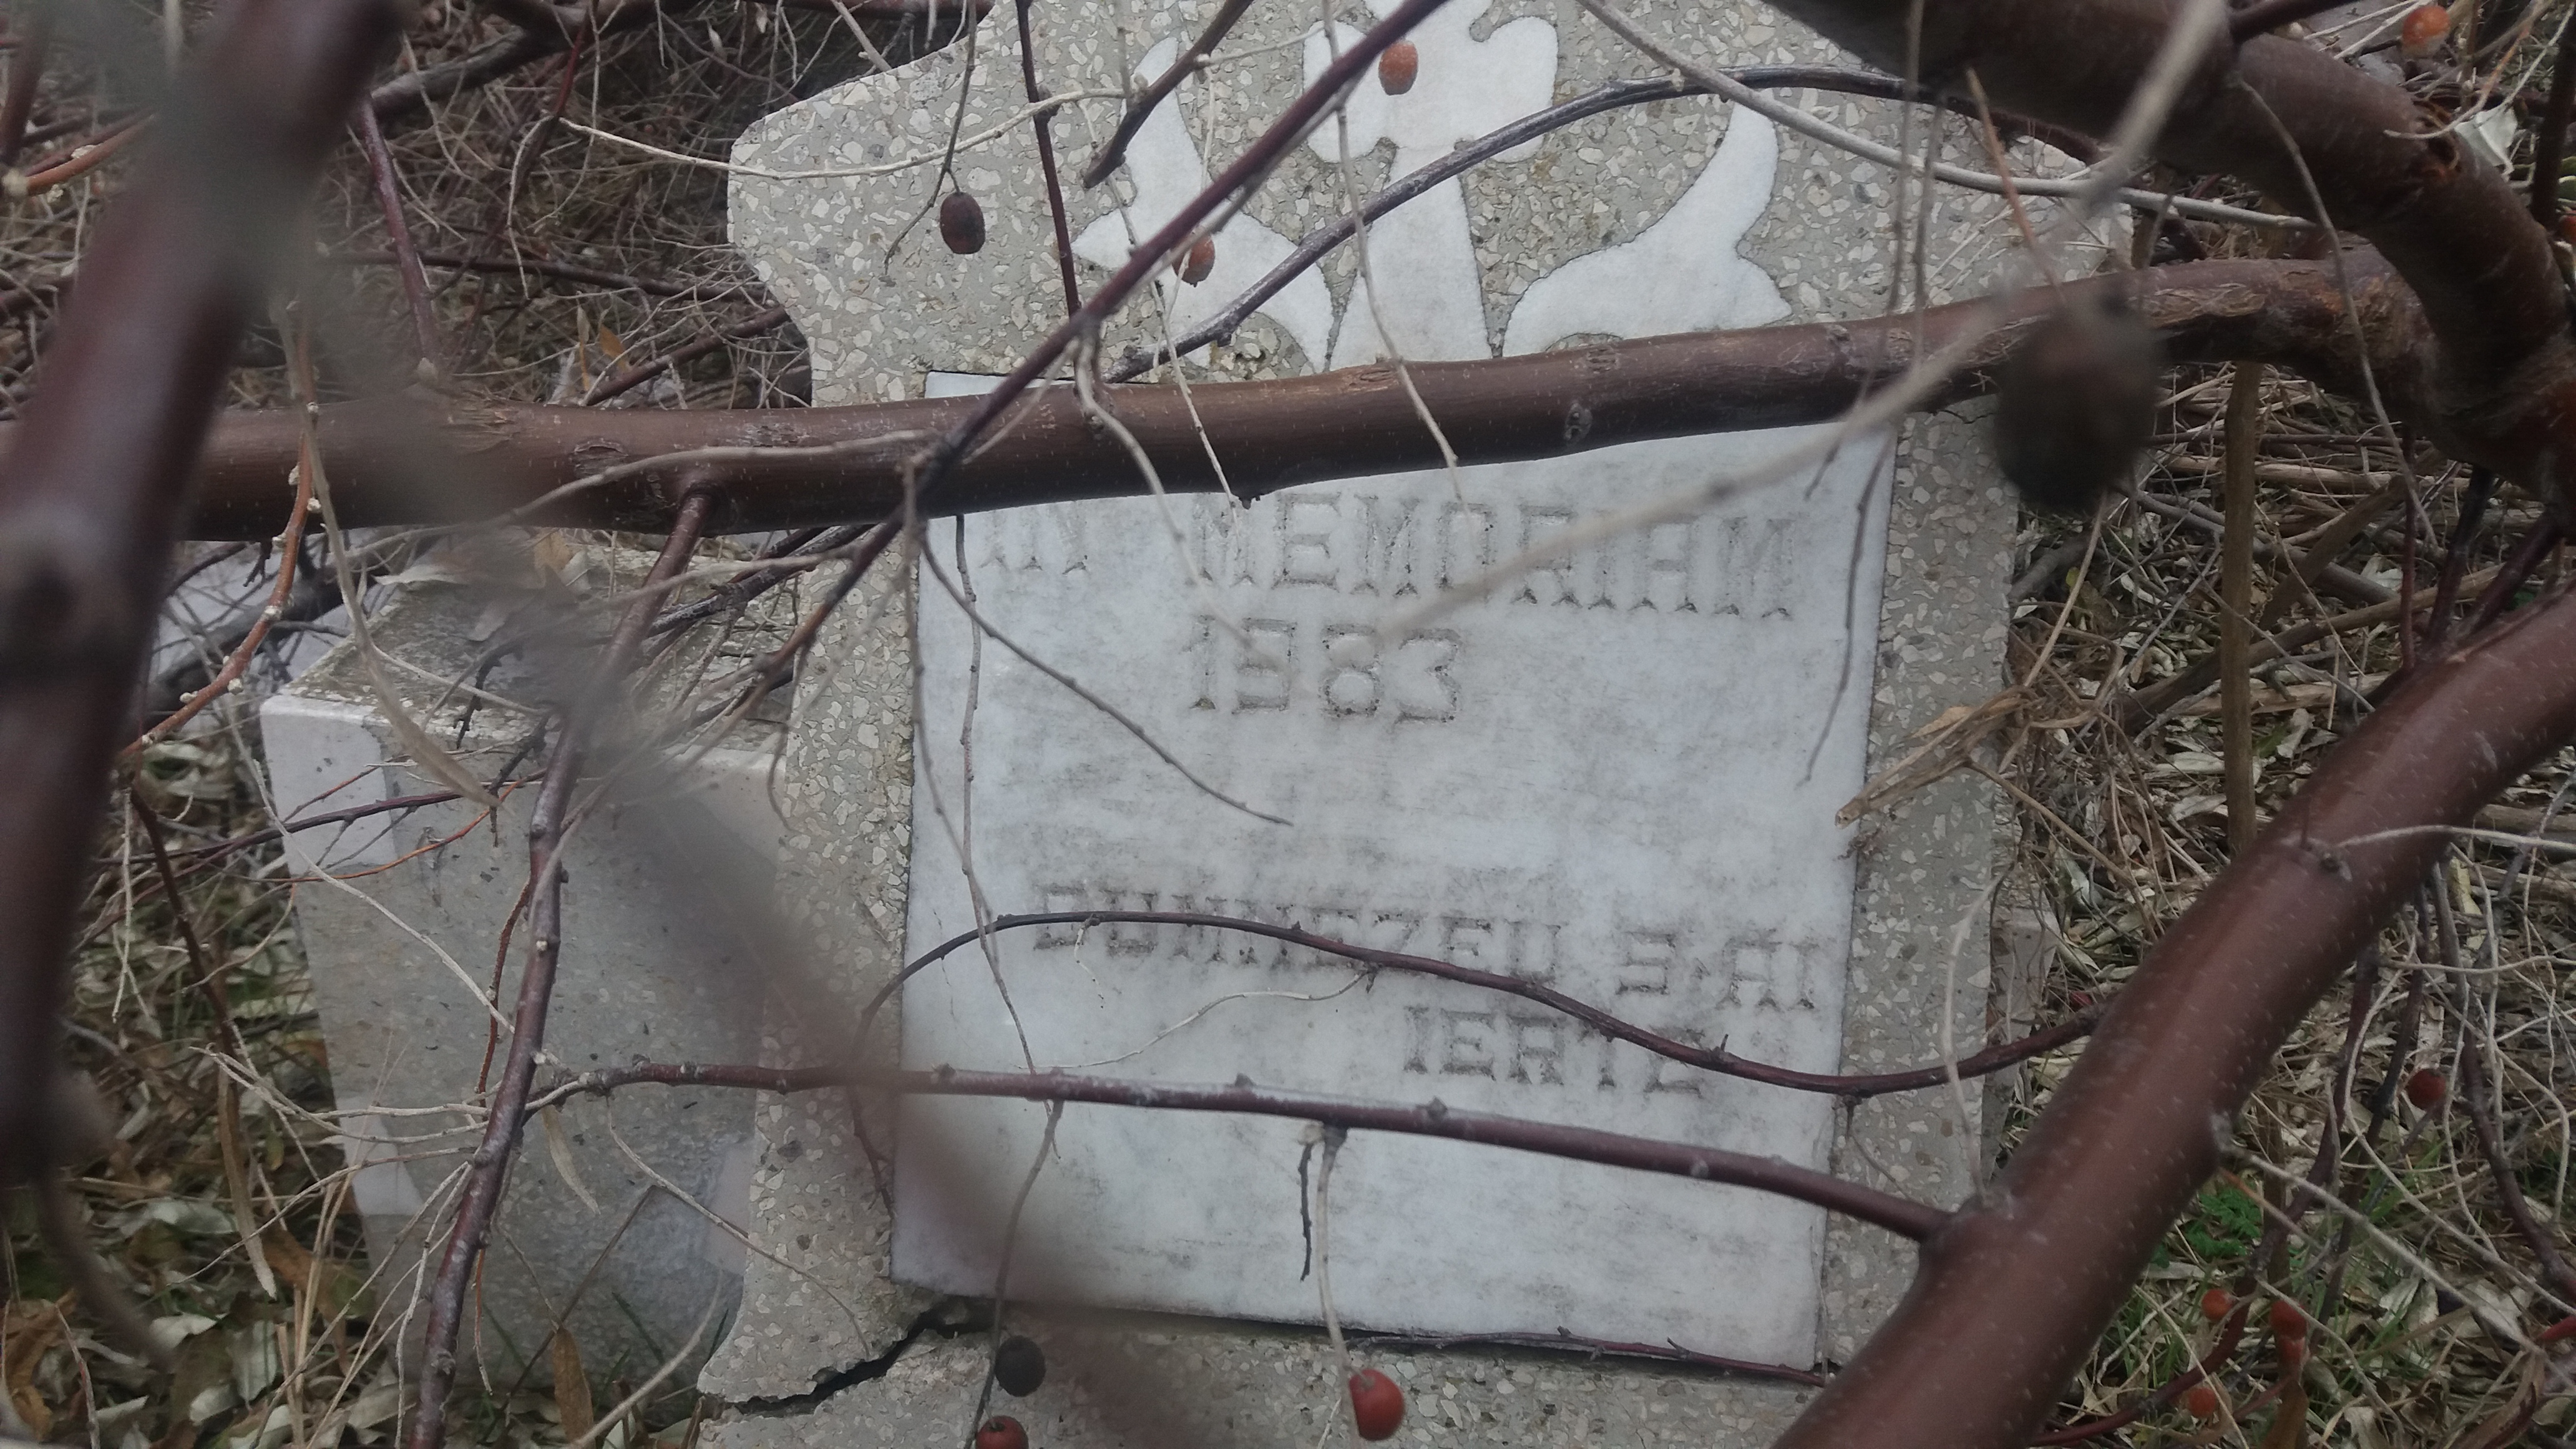 IN MEMORIAM
1983
DUMNEZEU S-AI
IERTE